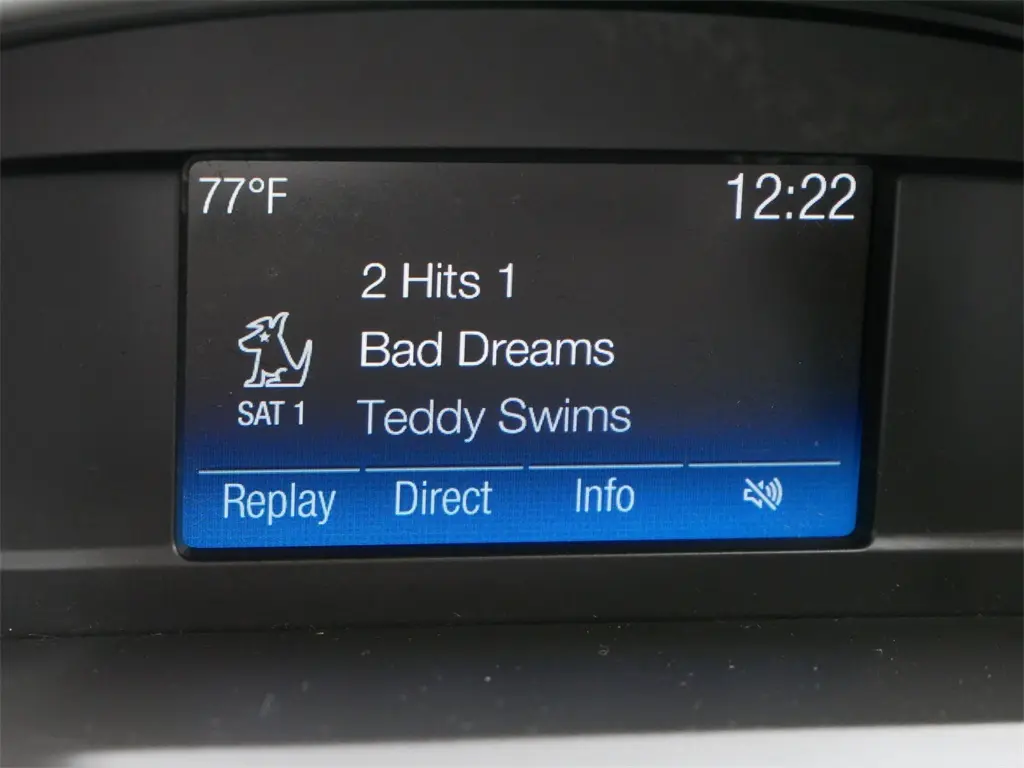 77°F 12:22
2 Hits 1
Bad Dreams
SAT 1 Teddy Swims
Replay Direct Info